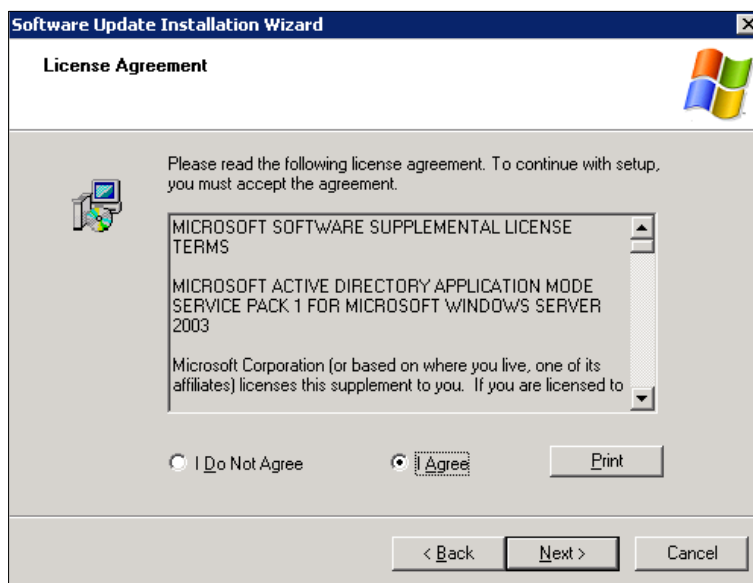 Software Update Installation Wizard
License Agreement
Please read the following license agreement. To continue with setup,
you must accept the agreement.
MICROSOFT SOFTWARE SUPPLEMENTAL LICENSE
TERMS
MICROSOFT ACTIVE DIRECTORY APPLICATION MODE
SERVICE PACK 1 FOR MICROSOFT WINDOWS SERVER
2003
Microsoft Corporation (or based on where you live, one of its
affiliates) licenses this supplement to you. If you are licensed to
I Do Not Agree
I Agree
Print
< Back
Next >
Cancel